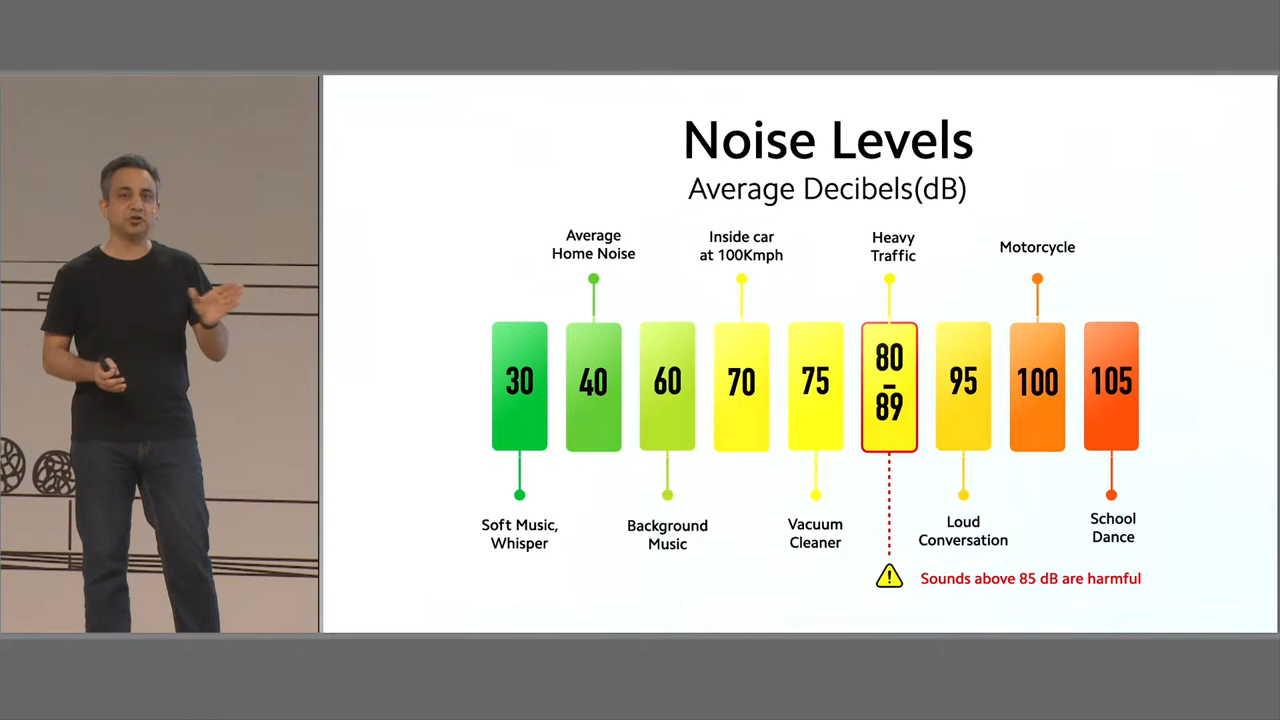 Noise Levels
Average Decibels(dB)
Average
Home Noise
Inside car
at 100Kmph
Heavy
Traffic
Motorcycle
30
40
60
70
75
80
–
89
95
100
105
Soft Music,
Whisper
Background
Music
Vacuum
Cleaner
Loud
Conversation
School
Dance
Sounds above 85 dB are harmful